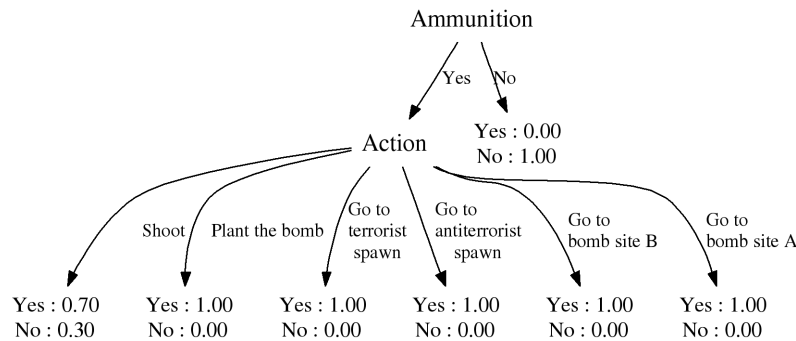 Ammunition
Yes
No
Action
Yes : 0.00
No : 1.00
Shoot
Plant the bomb
Go to
terrorist
spawn
Go to
antiterrorist
spawn
Go to
bomb site B
Go to
bomb site A
Yes : 0.70
No : 0.30
Yes : 1.00
No : 0.00
Yes : 1.00
No : 0.00
Yes : 1.00
No : 0.00
Yes : 1.00
No : 0.00
Yes : 1.00
No : 0.00